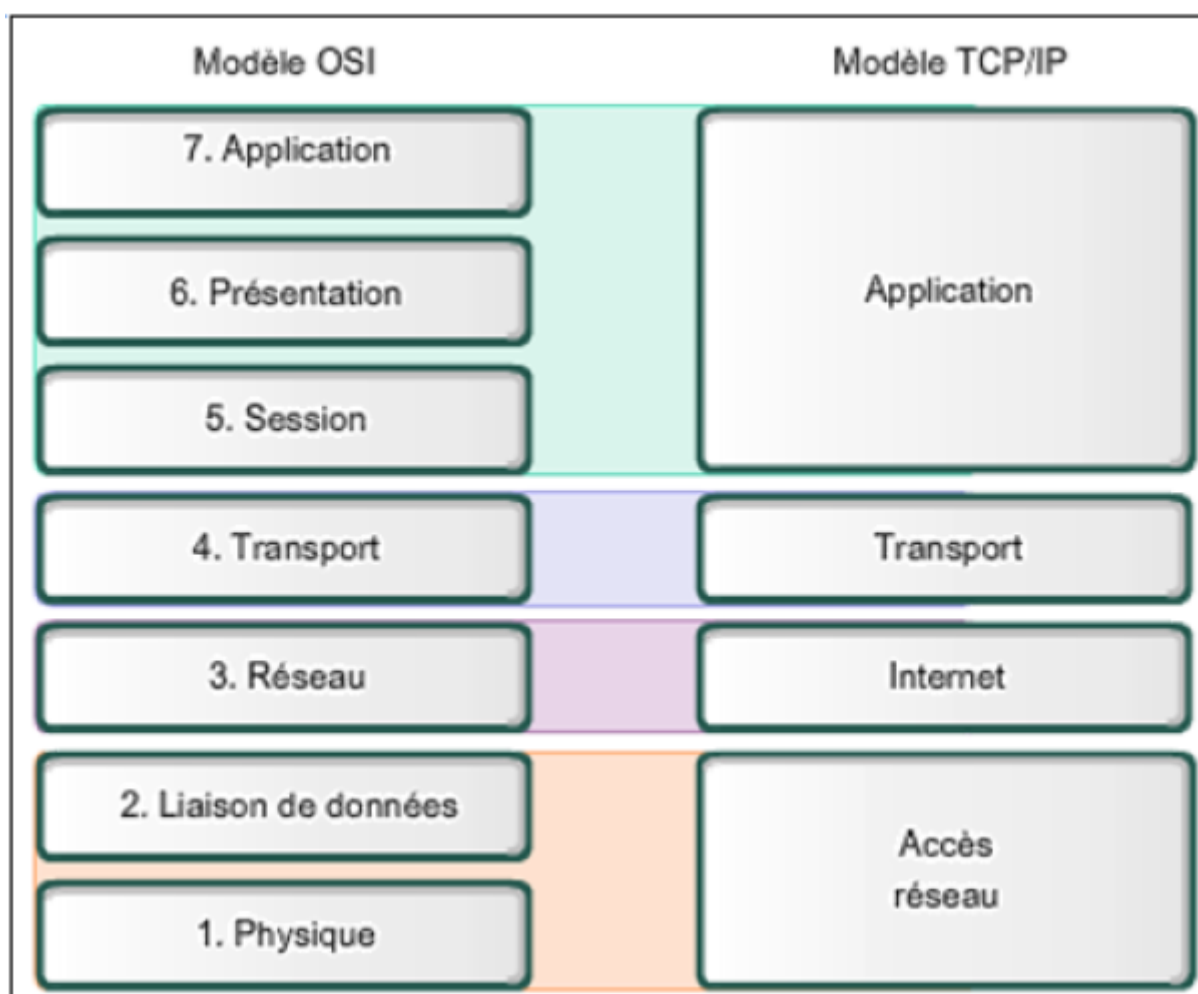 Modèle OSI
Modèle TCP/IP
7. Application
6. Présentation
5. Session
4. Transport
3. Réseau
2. Liaison de données
1. Physique
Application
Transport
Internet
Accès
réseau